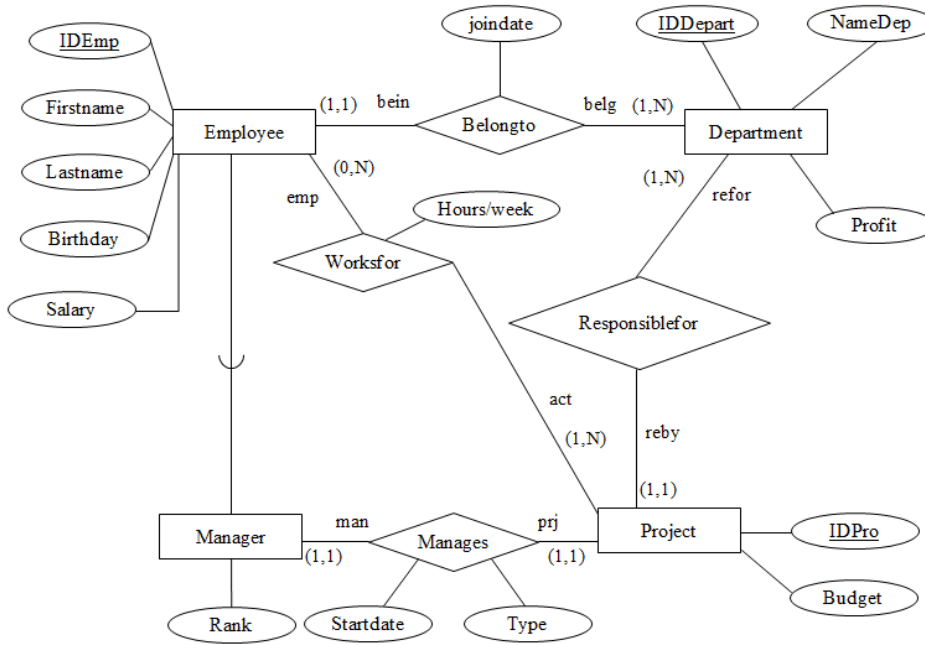 joindate
IDDepart
NameDep
IDEmp
Firstname
(1,1)
bein
belg
(1,N)
Employee
Belongto
Department
Lastname
(0,N)
(1,N)
emp
refor
Hours/week
Birthday
Profit
Worksfor
Salary
Responsiblefor
act
(1,N)
reby
(1,1)
man
prj
Manager
(1,1)
Manages
(1,1)
Project
IDPro
Budget
Rank
Startdate
Type